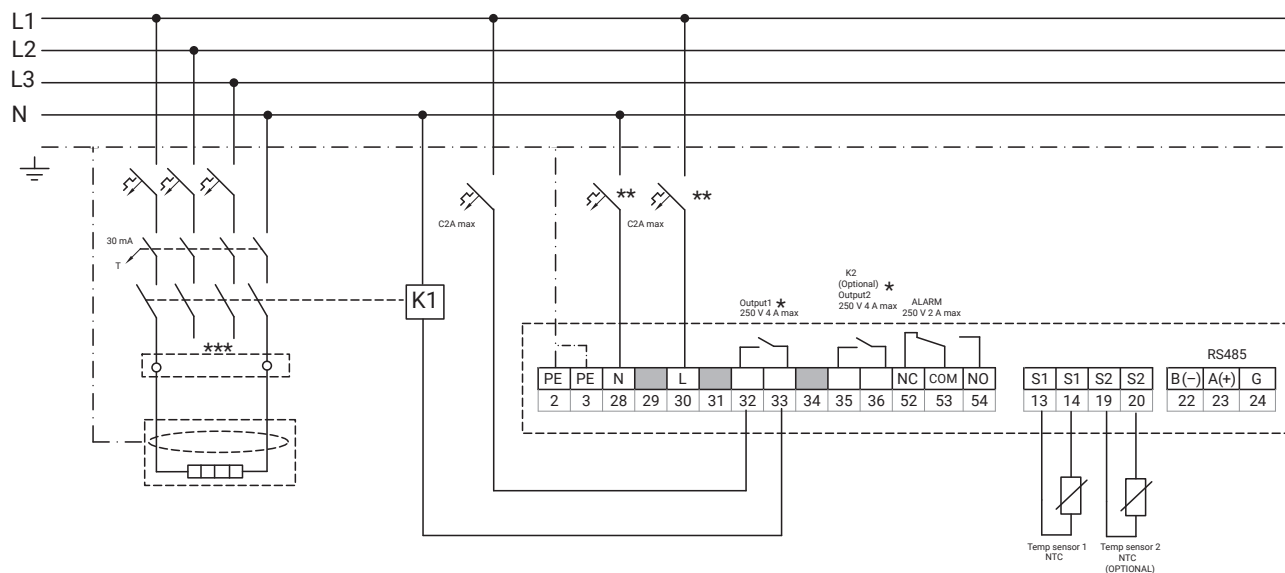 L1
L2
L3
N
C2A max
**
C2A max
**
30 mA
T
K1
***
Output1 *
250 V 4 A max
K2
(Optional) *
Output2
250 V 4 A max
ALARM
250 V 2 A max
RS485
PE PE N L NC COM NO S1 S1 S2 S2 B(−) A(+) G
2 3 28 29 30 31 32 33 34 35 36 52 53 54 13 14 19 20 22 23 24
Temp sensor 1
NTC
Temp sensor 2
NTC
(OPTIONAL)